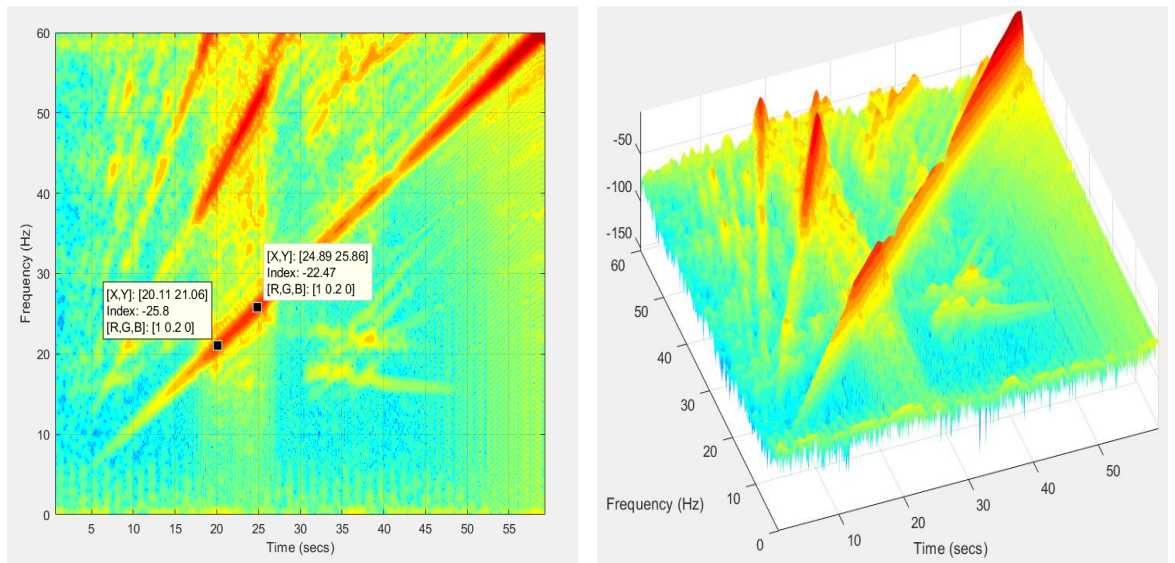 60
50
40
30
20
10
0
Frequency (Hz)
[X,Y]: [24.89 25.86]
Index: -22.47
[R,G,B]: [1 0.2 0]
[X,Y]: [20.11 21.06]
Index: -25.8
[R,G,B]: [1 0.2 0]
5 10 15 20 25 30 35 40 45 50 55
Time (secs)
-50
-100
-150
60
50
40
30
20
10
0
Frequency (Hz)
10
20
30
40
50
Time (secs)